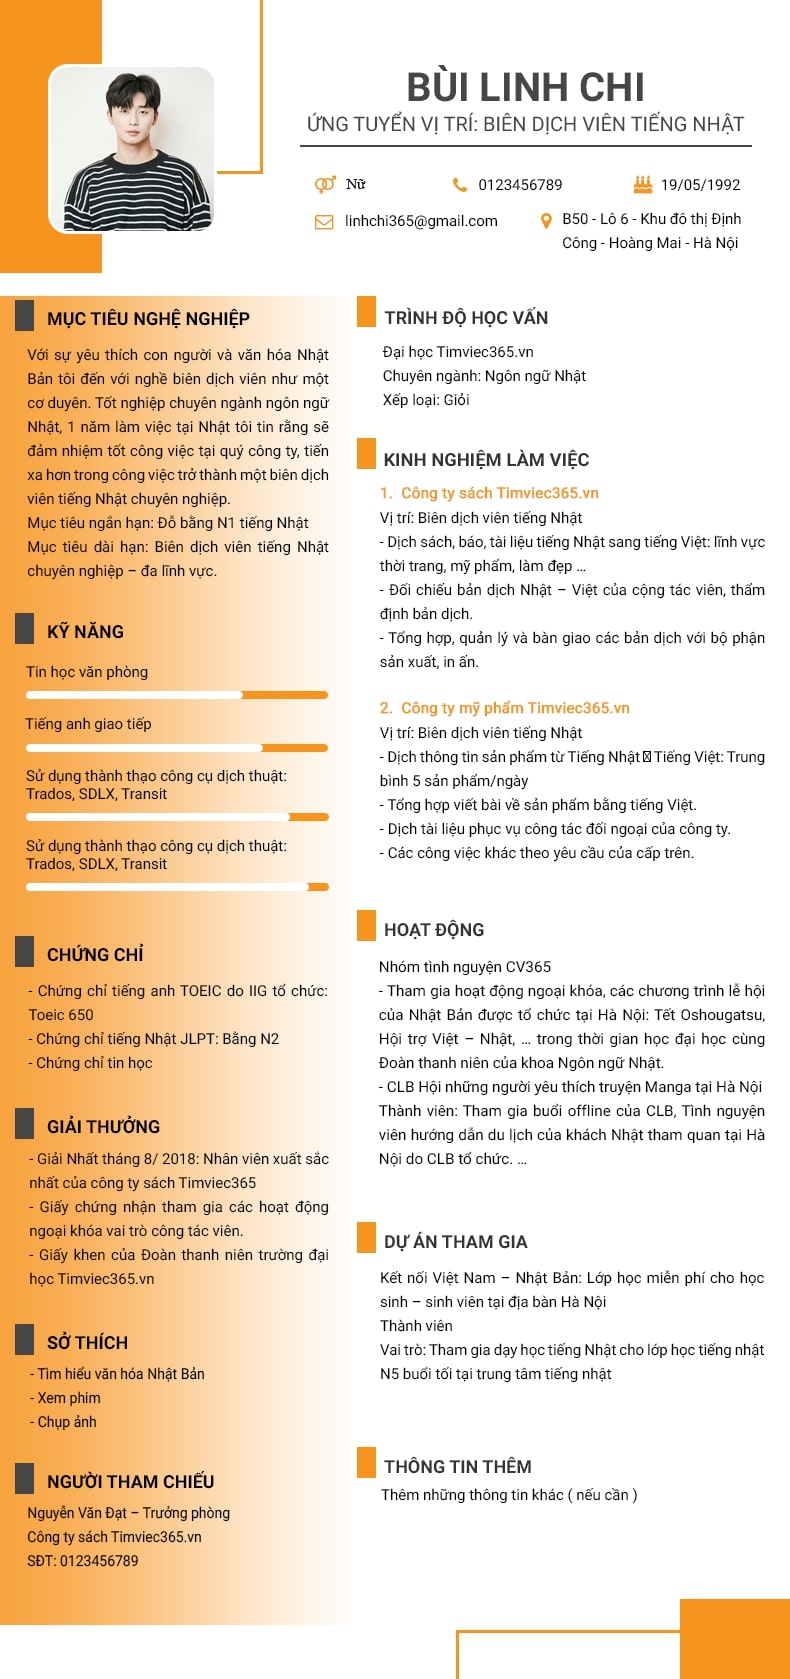 BÙI LINH CHI
ỨNG TUYỂN VỊ TRÍ: BIÊN DỊCH VIÊN TIẾNG NHẬT
Nữ
0123456789
19/05/1992
linhchi365@gmail.com
B50 - Lô 6 - Khu đô thị Định
Công - Hoàng Mai - Hà Nội
MỤC TIÊU NGHỆ NGHIỆP
Với sự yêu thích con người và văn hóa Nhật
Bản tôi đến với nghề biên dịch viên như một
cơ duyên. Tốt nghiệp chuyên ngành ngôn ngữ
Nhật, 1 năm làm việc tại Nhật tôi tin rằng sẽ
đảm nhiệm tốt công việc tại quý công ty, tiến
xa hơn trong công việc trở thành một biên dịch
viên tiếng Nhật chuyên nghiệp.
Mục tiêu ngắn hạn: Đỗ bằng N1 tiếng Nhật
Mục tiêu dài hạn: Biên dịch viên tiếng Nhật
chuyên nghiệp – đa lĩnh vực.
KỸ NĂNG
Tin học văn phòng
Tiếng anh giao tiếp
Sử dụng thành thạo công cụ dịch thuật:
Trados, SDLX, Transit
Sử dụng thành thạo công cụ dịch thuật:
Trados, SDLX, Transit
CHỨNG CHỈ
- Chứng chỉ tiếng anh TOEIC do IIG tổ chức:
Toeic 650
- Chứng chỉ tiếng Nhật JLPT: Bằng N2
- Chứng chỉ tin học
GIẢI THƯỞNG
- Giải Nhất tháng 8/ 2018: Nhân viên xuất sắc
nhất của công ty sách Timviec365
- Giấy chứng nhận tham gia các hoạt động
ngoại khóa vai trò công tác viên.
- Giấy khen của Đoàn thanh niên trường đại
học Timviec365.vn
SỞ THÍCH
- Tìm hiểu văn hóa Nhật Bản
- Xem phim
- Chụp ảnh
NGƯỜI THAM CHIẾU
Nguyễn Văn Đạt – Trưởng phòng
Công ty sách Timviec365.vn
SĐT: 0123456789
TRÌNH ĐỘ HỌC VẤN
Đại học Timviec365.vn
Chuyên ngành: Ngôn ngữ Nhật
Xếp loại: Giỏi
KINH NGHIỆM LÀM VIỆC
1. Công ty sách Timviec365.vn
Vị trí: Biên dịch viên tiếng Nhật
- Dịch sách, báo, tài liệu tiếng Nhật sang tiếng Việt: lĩnh vực
thời trang, mỹ phẩm, làm đẹp ...
- Đối chiếu bản dịch Nhật – Việt của cộng tác viên, thẩm
định bản dịch.
- Tổng hợp, quản lý và bàn giao các bản dịch với bộ phận
sản xuất, in ấn.
2. Công ty mỹ phẩm Timviec365.vn
Vị trí: Biên dịch viên tiếng Nhật
- Dịch thông tin sản phẩm từ Tiếng Nhật Tiếng Việt: Trung
bình 5 sản phẩm/ngày
- Tổng hợp viết bài về sản phẩm bằng tiếng Việt.
- Dịch tài liệu phục vụ công tác đối ngoại của công ty.
- Các công việc khác theo yêu cầu của cấp trên.
HOẠT ĐỘNG
Nhóm tình nguyện CV365
- Tham gia hoạt động ngoại khóa, các chương trình lễ hội
của Nhật Bản được tổ chức tại Hà Nội: Tết Oshougatsu,
Hội trợ Việt – Nhật, ... trong thời gian học đại học cùng
Đoàn thanh niên của khoa Ngôn ngữ Nhật.
- CLB Hội những người yêu thích truyện Manga tại Hà Nội
Thành viên: Tham gia buổi offline của CLB, Tình nguyện
viên hướng dẫn du lịch của khách Nhật tham quan tại Hà
Nội do CLB tổ chức. ...
DỰ ÁN THAM GIA
Kết nối Việt Nam – Nhật Bản: Lớp học miễn phí cho học
sinh – sinh viên tại địa bàn Hà Nội
Thành viên
Vai trò: Tham gia dạy học tiếng Nhật cho lớp học tiếng nhật
N5 buổi tối tại trung tâm tiếng nhật
THÔNG TIN THÊM
Thêm những thông tin khác ( nếu cần )